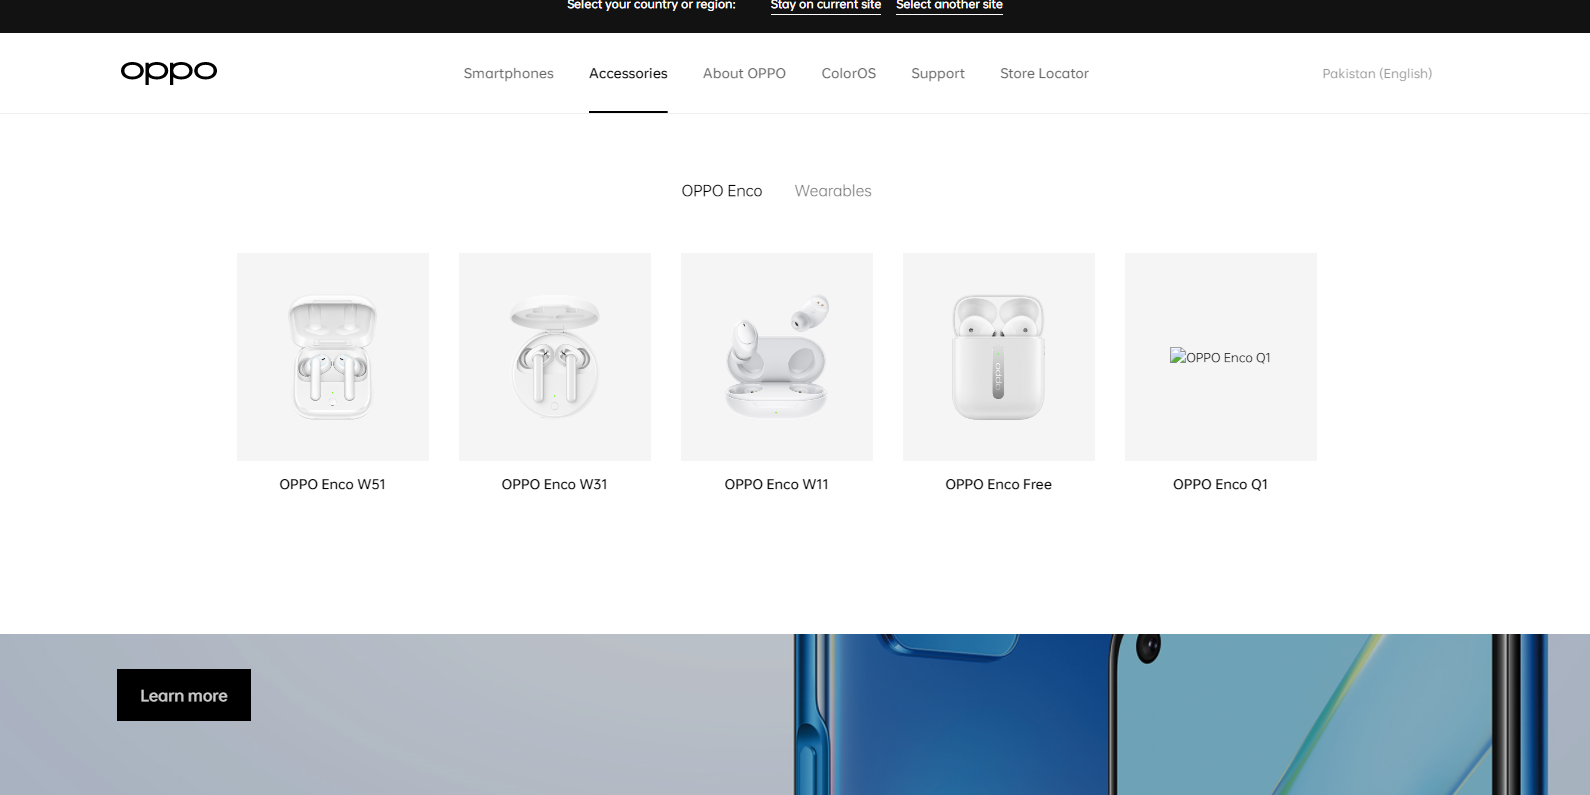 Select your country or region: Stay on current site Select another site
oppo Smartphones Accessories About OPPO ColorOS Support Store Locator Pakistan (English)
OPPO Enco Wearables
oppo
OPPO Enco Q1
OPPO Enco W51 OPPO Enco W31 OPPO Enco W11 OPPO Enco Free OPPO Enco Q1
Learn more